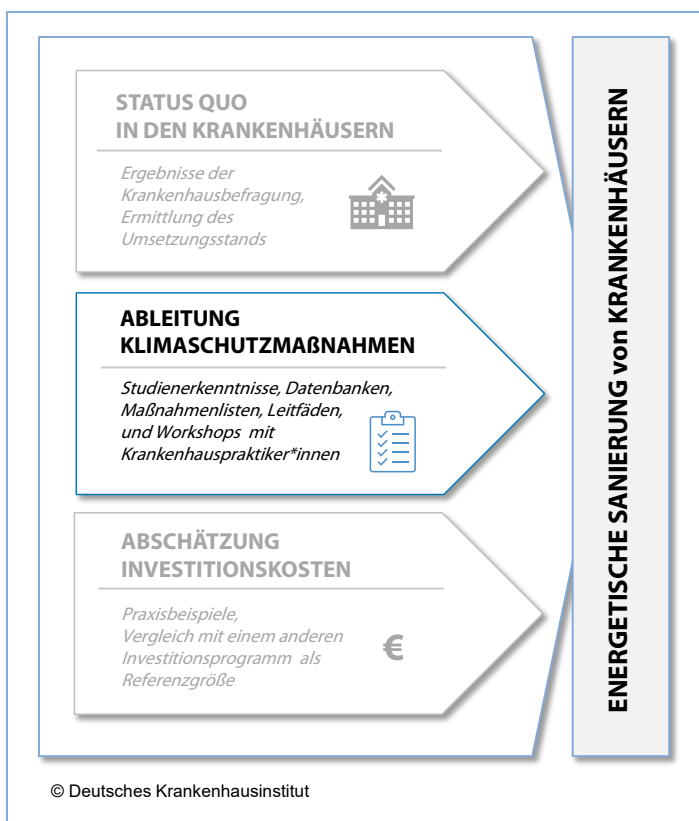 STATUS QUO
IN DEN KRANKENHÄUSERN
Ergebnisse der
Krankenhausbefragung,
Ermittlung des
Umsetzungsstands
ABLEITUNG
KLIMASCHUTZMAßNAHMEN
Studienerkenntnisse, Datenbanken,
Maßnahmenlisten, Leitfäden,
und Workshops mit
Krankenhauspraktiker*innen
ABSCHÄTZUNG
INVESTITIONSKOSTEN
Praxisbeispiele,
Vergleich mit einem anderen
Investitionsprogramm als
Referenzgröße
€
ENERGETISCHE SANIERUNG von KRANKENHÄUSERN
© Deutsches Krankenhausinstitut